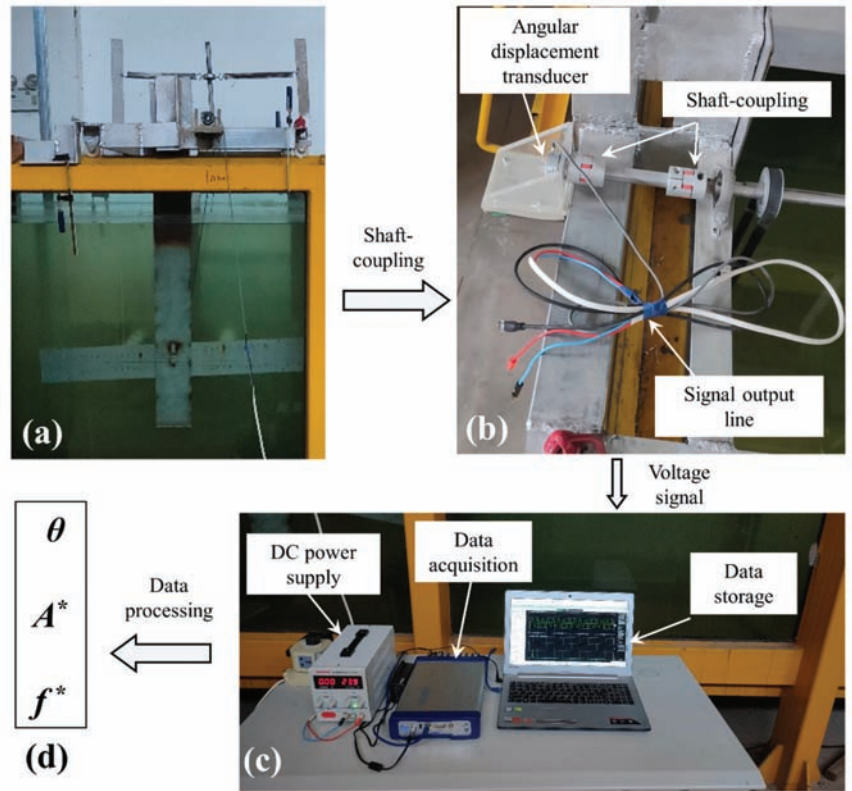 (a)
Shaft-
coupling
Angular
displacement
transducer
Shaft-coupling
Signal output
line
(b)
Voltage
signal
DC power
supply
Data
acquisition
Data
storage
(c)
Data
processing
θ
A*
f*
(d)